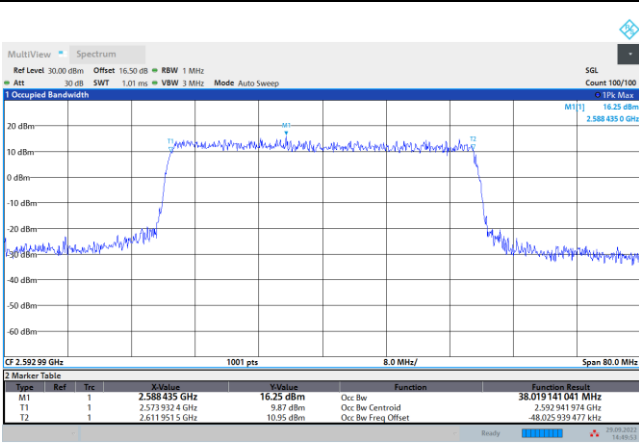 MultiView Spectrum
Ref Level 30.00 dBm Offset 16.50 dB RBW 1 MHz SGL
Att 30 dB SWT 1.01 ms VBW 3 MHz Mode Auto Sweep Count 100/100
1 Occupied Bandwidth 1Pk Max
M1[1] 16.25 dBm
2.588 435 0 GHz
M1
20 dBm
T1 T2
10 dBm
0 dBm
-10 dBm
-20 dBm
-30 dBm
-40 dBm
-50 dBm
-60 dBm
CF 2.592 99 GHz 1001 pts 8.0 MHz/ Span 80.0 MHz
2 Marker Table
Type Ref Trc X-Value Y-Value Function Function Result
M1 1 2.588 435 GHz 16.25 dBm Occ Bw 38.019 141 041 MHz
T1 1 2.573 932 4 GHz 9.87 dBm Occ Bw Centroid 2.592 941 974 GHz
T2 1 2.611 951 5 GHz 10.95 dBm Occ Bw Freq Offset -48.025 939 477 kHz
Ready